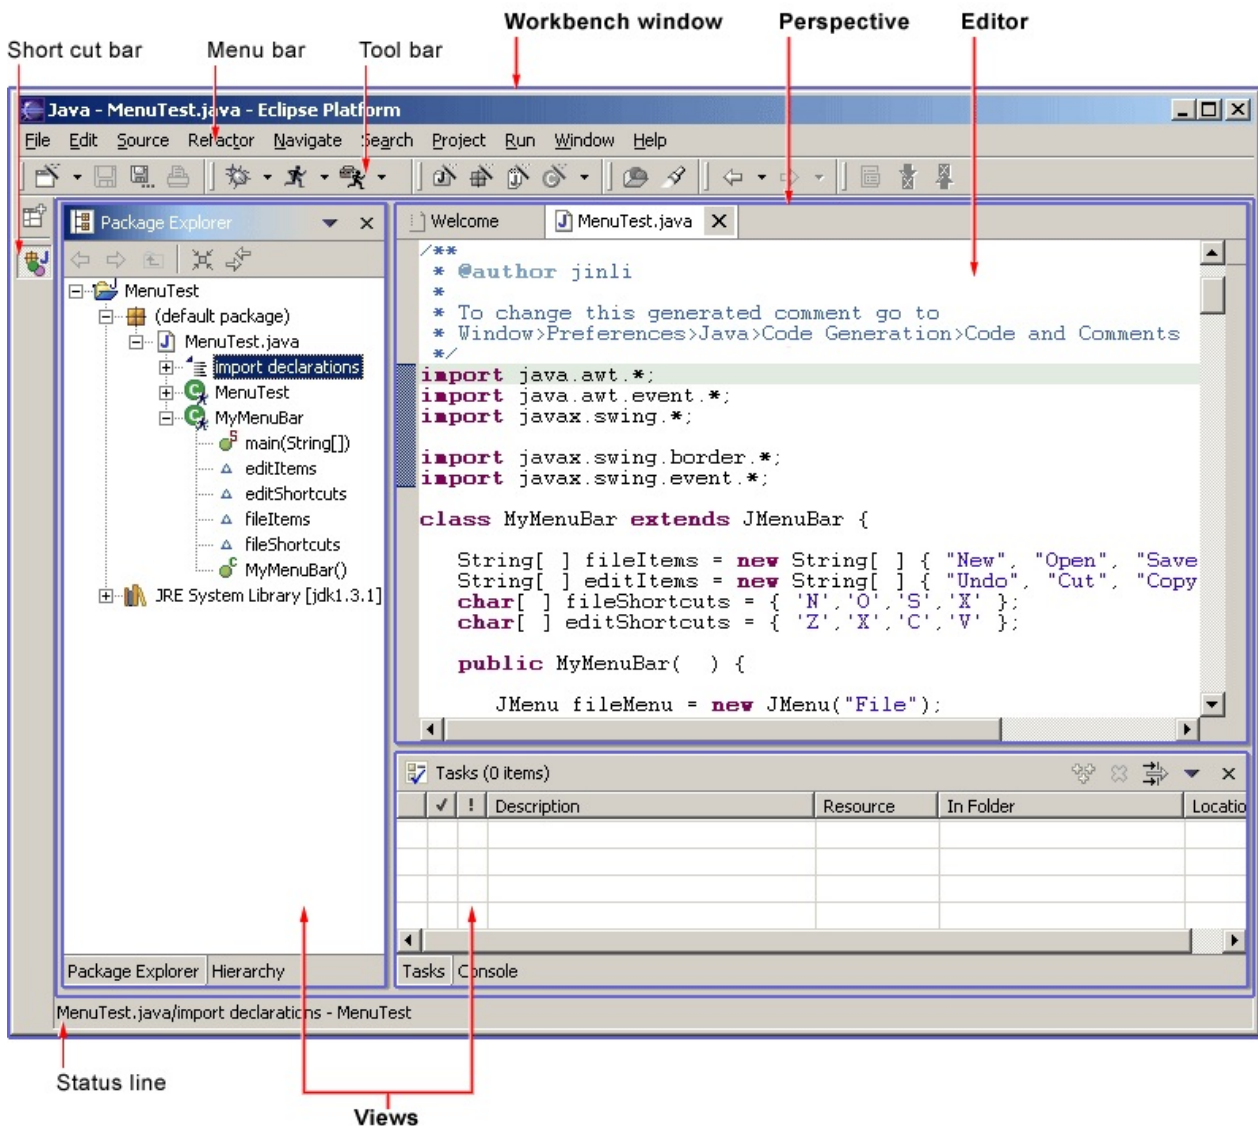 Workbench window Perspective Editor
Short cut bar Menu bar Tool bar
Java - MenuTest.java - Eclipse Platform
File Edit Source Refactor Navigate Search Project Run Window Help
Package Explorer
MenuTest
(default package)
MenuTest.java
import declarations
MenuTest
MyMenuBar
main(String[])
editItems
editShortcuts
fileItems
fileShortcuts
MyMenuBar()
JRE System Library [jdk1.3.1]
Package Explorer Hierarchy
Welcome MenuTest.java
/**
* @author jinli
*
* To change this generated comment go to
* Window>Preferences>Java>Code Generation>Code and Comments
*/
import java.awt.*;
import java.awt.event.*;
import javax.swing.*;
import javax.swing.border.*;
import javax.swing.event.*;
class MyMenuBar extends JMenuBar {
String[ ] fileItems = new String[ ] { "New", "Open", "Save
String[ ] editItems = new String[ ] { "Undo", "Cut", "Copy
char[ ] fileShortcuts = { 'N','O','S','X' };
char[ ] editShortcuts = { 'Z','X','C','V' };
public MyMenuBar( ) {
JMenu fileMenu = new JMenu("File");
Tasks (0 items)
! Description Resource In Folder Locatio
Tasks Console
MenuTest.java/import declarations - MenuTest
Status line
Views